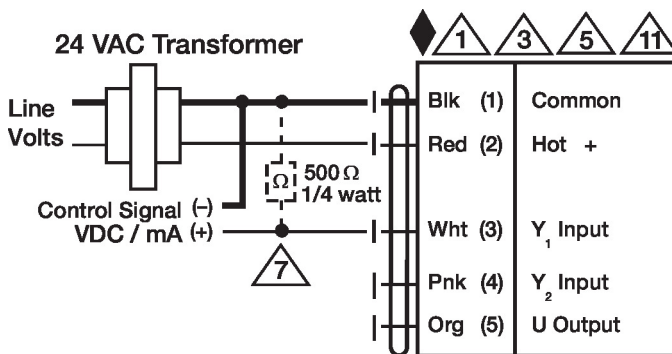 24 VAC Transformer
1 3 5 11
Line
Volts
Blk (1) Common
Red (2) Hot +
Ω 500 Ω
1/4 watt
Control Signal (–)
VDC / mA (+)
Wht (3) Y1 Input
7
Pnk (4) Y2 Input
Org (5) U Output